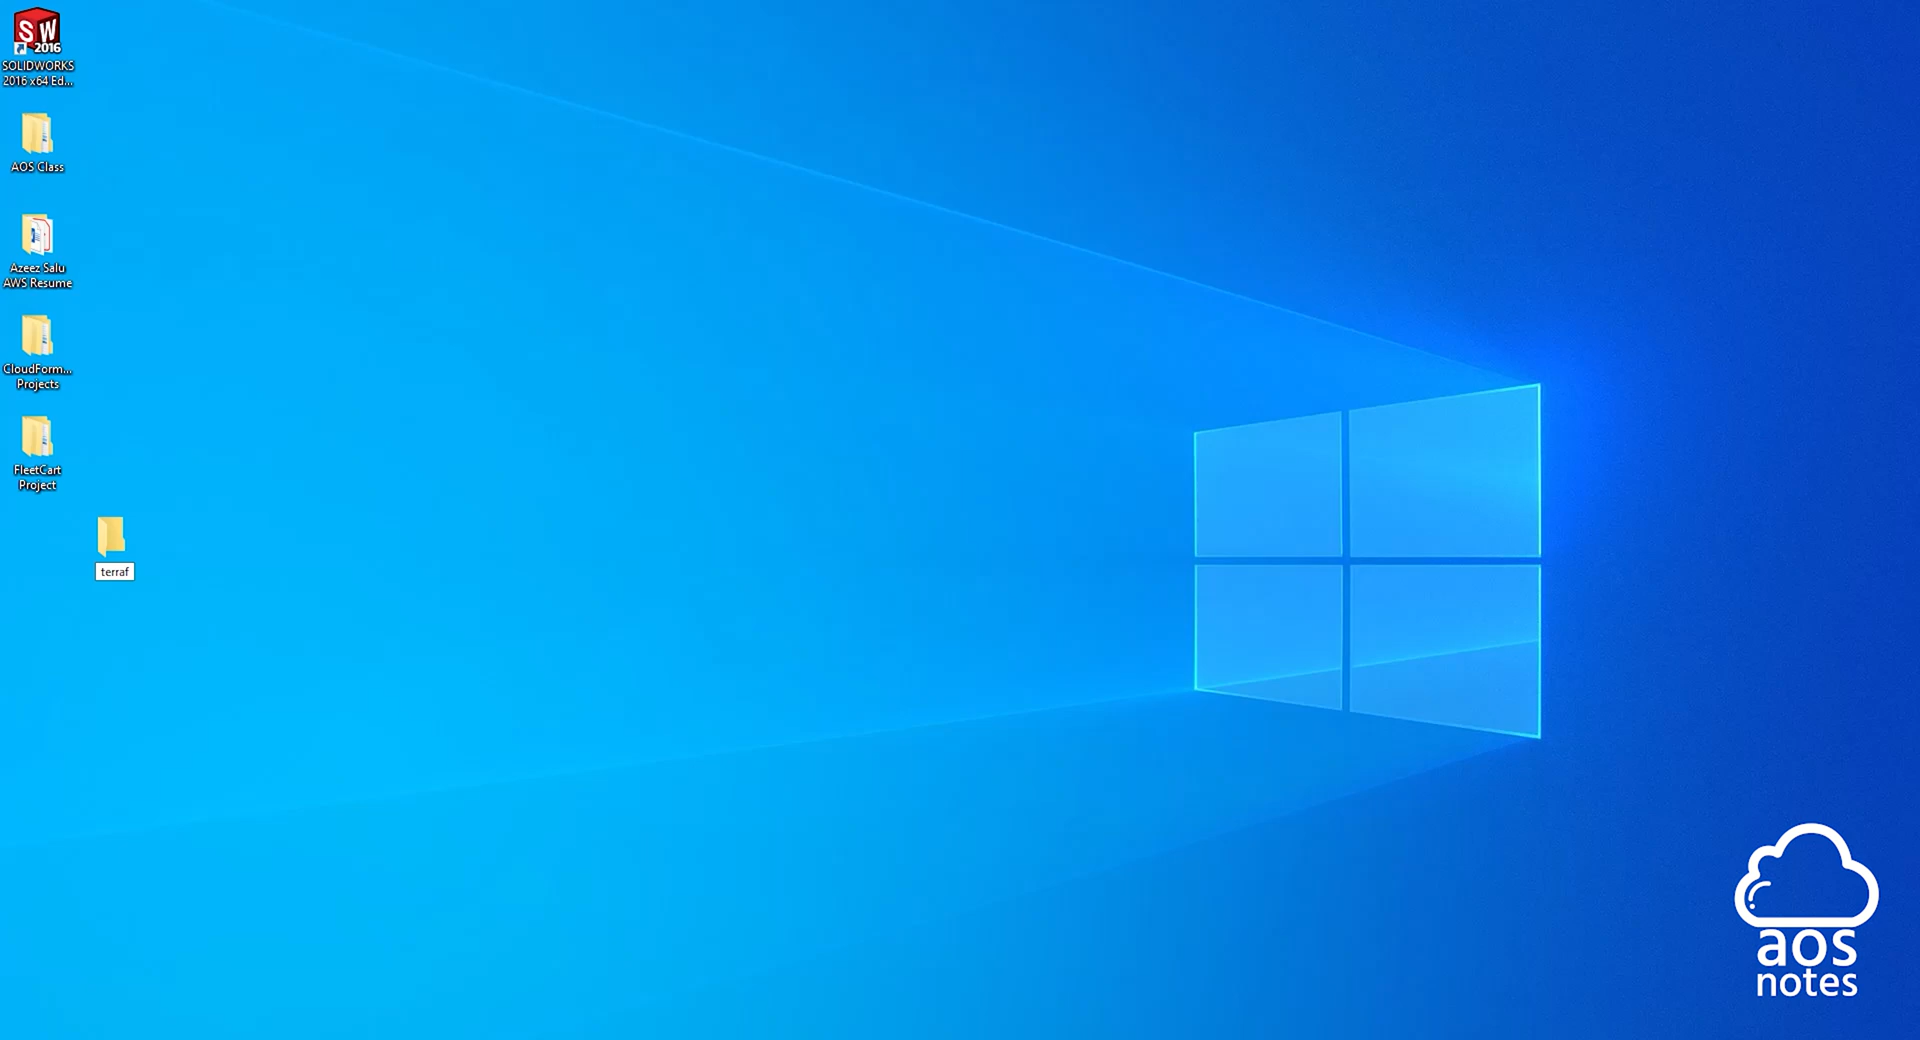 SW
2016
SOLIDWORKS
2016 x64 Ed...
AOS Class
Azeez Salu
AWS Resume
CloudForm...
Projects
FleetCart
Project
terraf
aos
notes